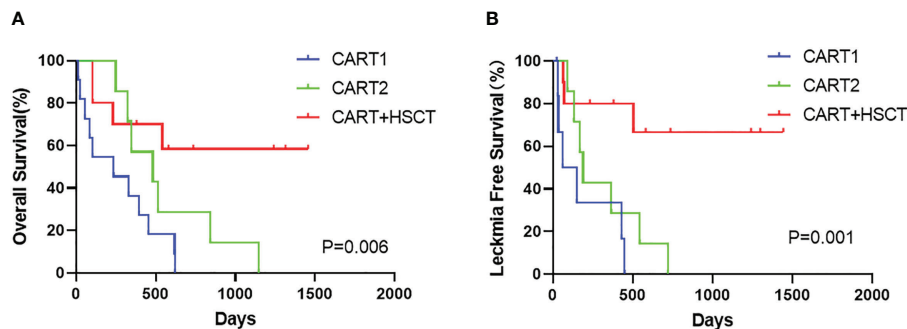 A
CART1
CART2
CART+HSCT
Overall Survival(%)
100
80
60
40
20
0
P=0.006
0 500 1000 1500 2000
Days
B
CART1
CART2
CART+HSCT
Leckmia Free Survival (%)
100
80
60
40
20
0
P=0.001
0 500 1000 1500 2000
Days